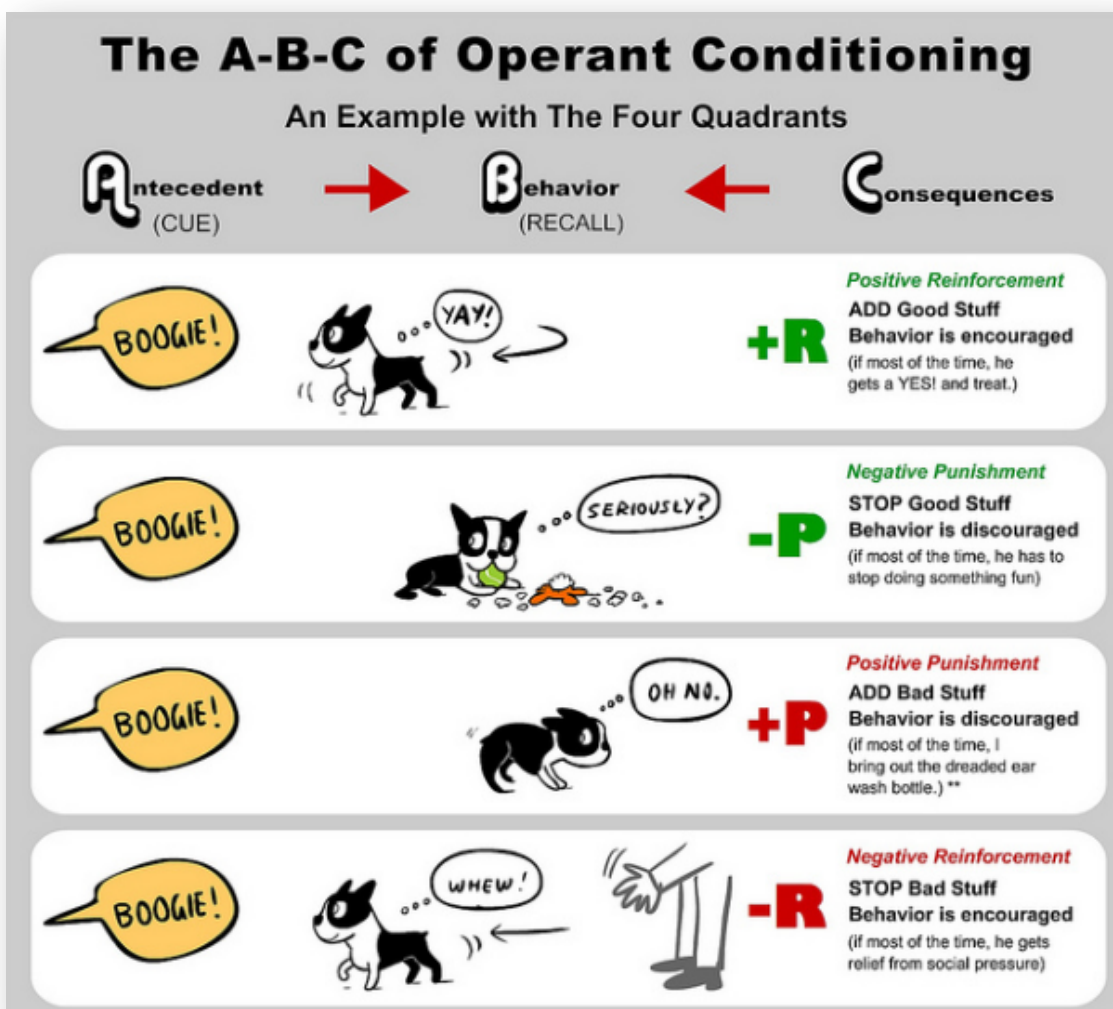 The A-B-C of Operant Conditioning
An Example with The Four Quadrants
Antecedent
(CUE)
Behavior
(RECALL)
Consequences
BOOGIE!
YAY!
+R
Positive Reinforcement
ADD Good Stuff
Behavior is encouraged
(if most of the time, he
gets a YES! and treat.)
BOOGIE!
SERIOUSLY?
-P
Negative Punishment
STOP Good Stuff
Behavior is discouraged
(if most of the time, he has to
stop doing something fun)
BOOGIE!
OH NO.
+P
Positive Punishment
ADD Bad Stuff
Behavior is discouraged
(if most of the time, I
bring out the dreaded ear
wash bottle.) **
BOOGIE!
WHEW!
-R
Negative Reinforcement
STOP Bad Stuff
Behavior is encouraged
(if most of the time, he gets
relief from social pressure)